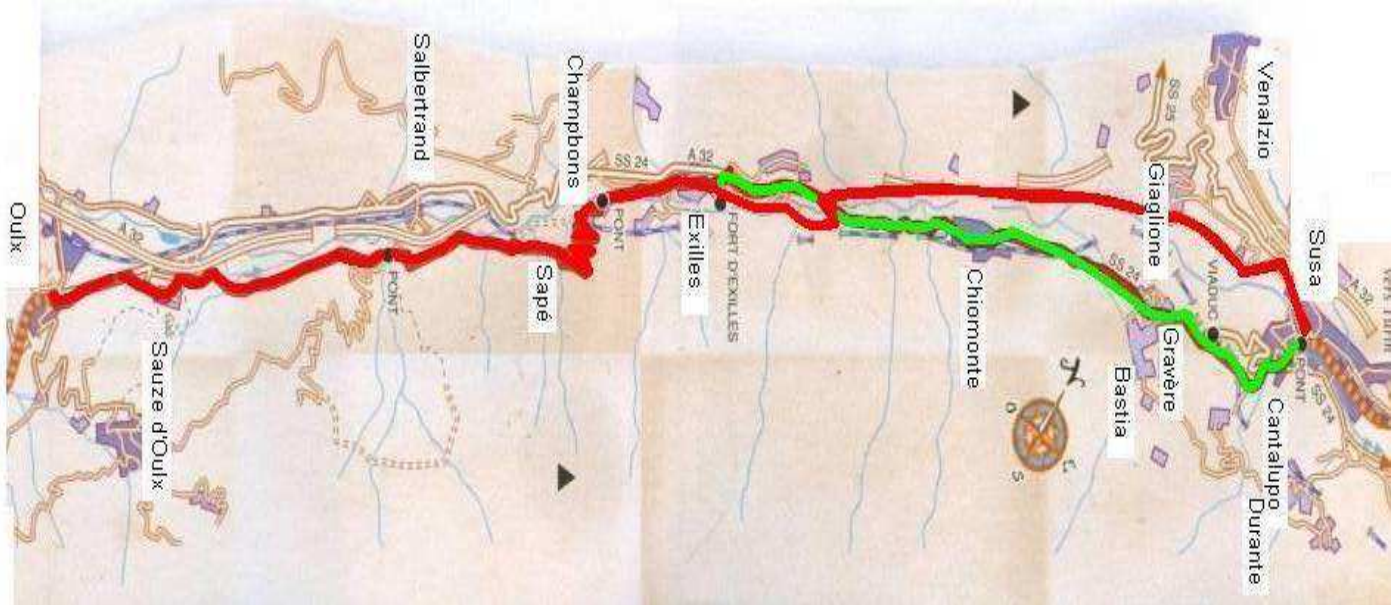 Oulx
A 32
Sauze d'Oulx
Salbertrand
PONT
Sapé
Champbons
PONT
SS 24
A 32
Exilles
FORT D'EXILLES
Chiomonte
SS 24
Bastia
Gravère
VIADUC
Giaglione
SS 25
Venalzio
Susa
A 32
PONT
SS 24
Cantalupo
Durante
N
O
E
S